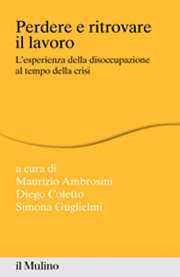 Perdere e ritrovare
il lavoro
L'esperienza della disoccupazione
al tempo della crisi
a cura di
Maurizio Ambrosini
Diego Coletto
Simona Guglielmi
il Mulino